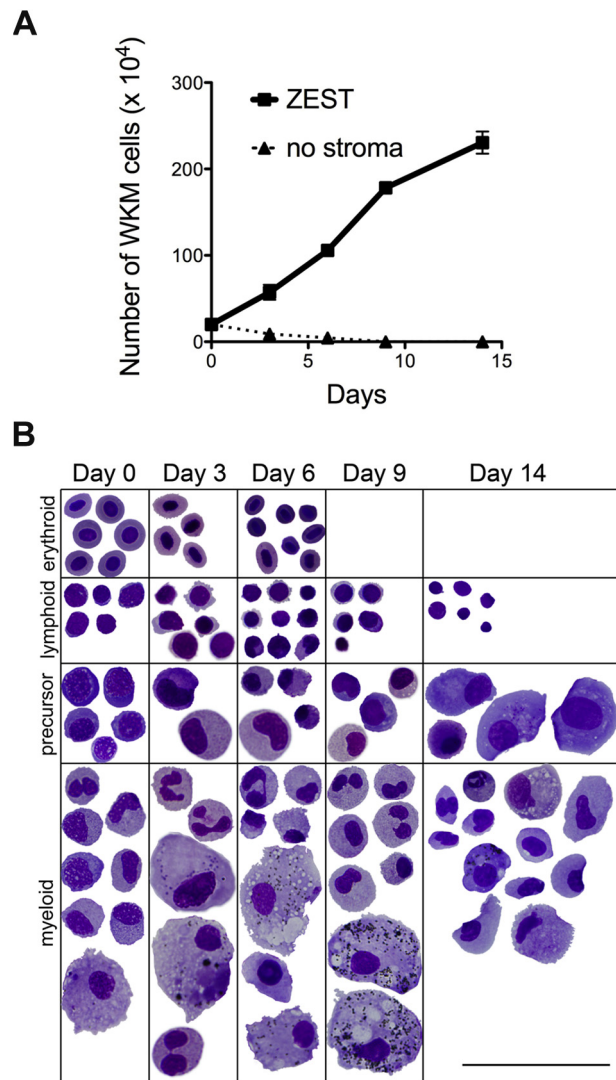 A
Number of WKM cells (x 10⁴)
300
200
100
0
ZEST
no stroma
0
5
10
15
Days
B
Day 0
Day 3
Day 6
Day 9
Day 14
erythroid
lymphoid
precursor
myeloid